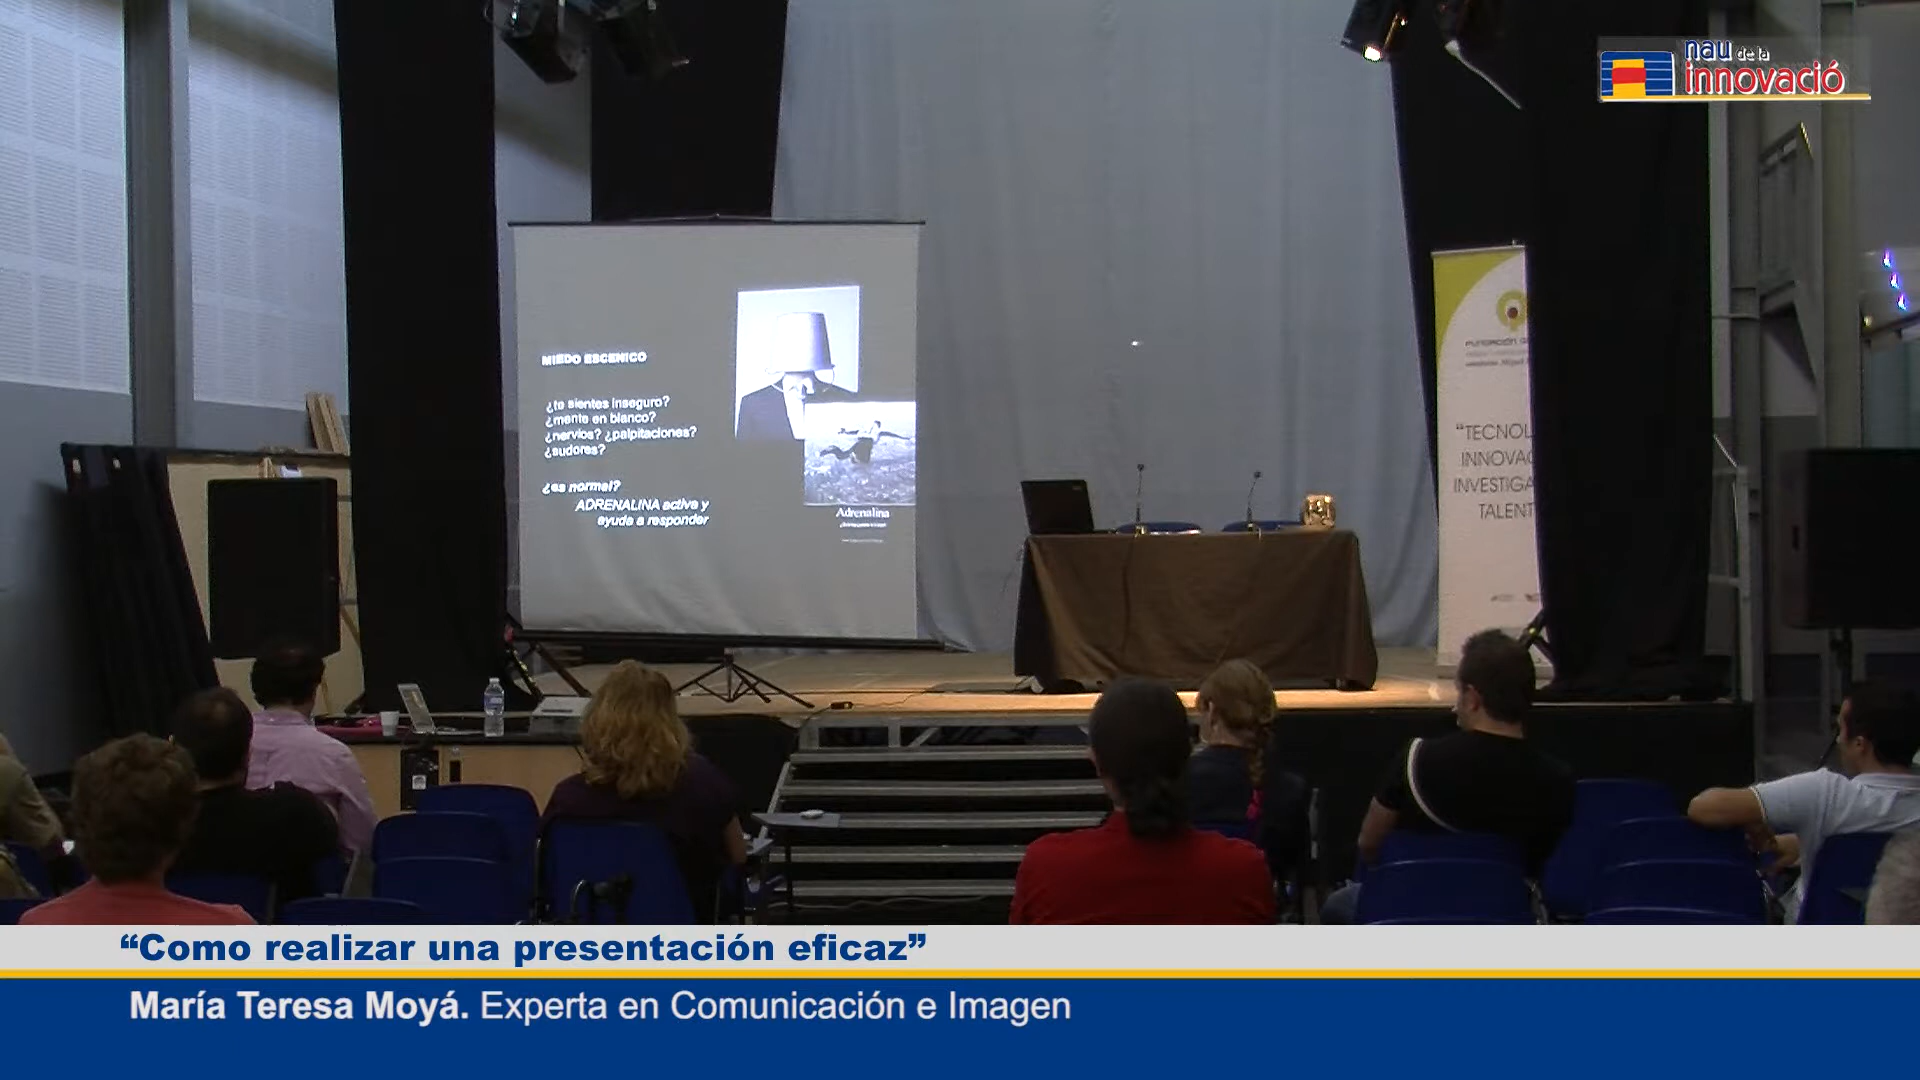 nau de la
innovació
MIEDO ESCENICO
¿te sientes inseguro?
¿mente en blanco?
¿nervios? ¿palpitaciones?
¿sudores?
¿es normal?
ADRENALINA activa y
ayuda a responder
Adrenalina
FUNDACIÓN
"TECNOL
INNOVAC
INVESTIGA
TALENT
“Como realizar una presentación eficaz”
María Teresa Moyá. Experta en Comunicación e Imagen